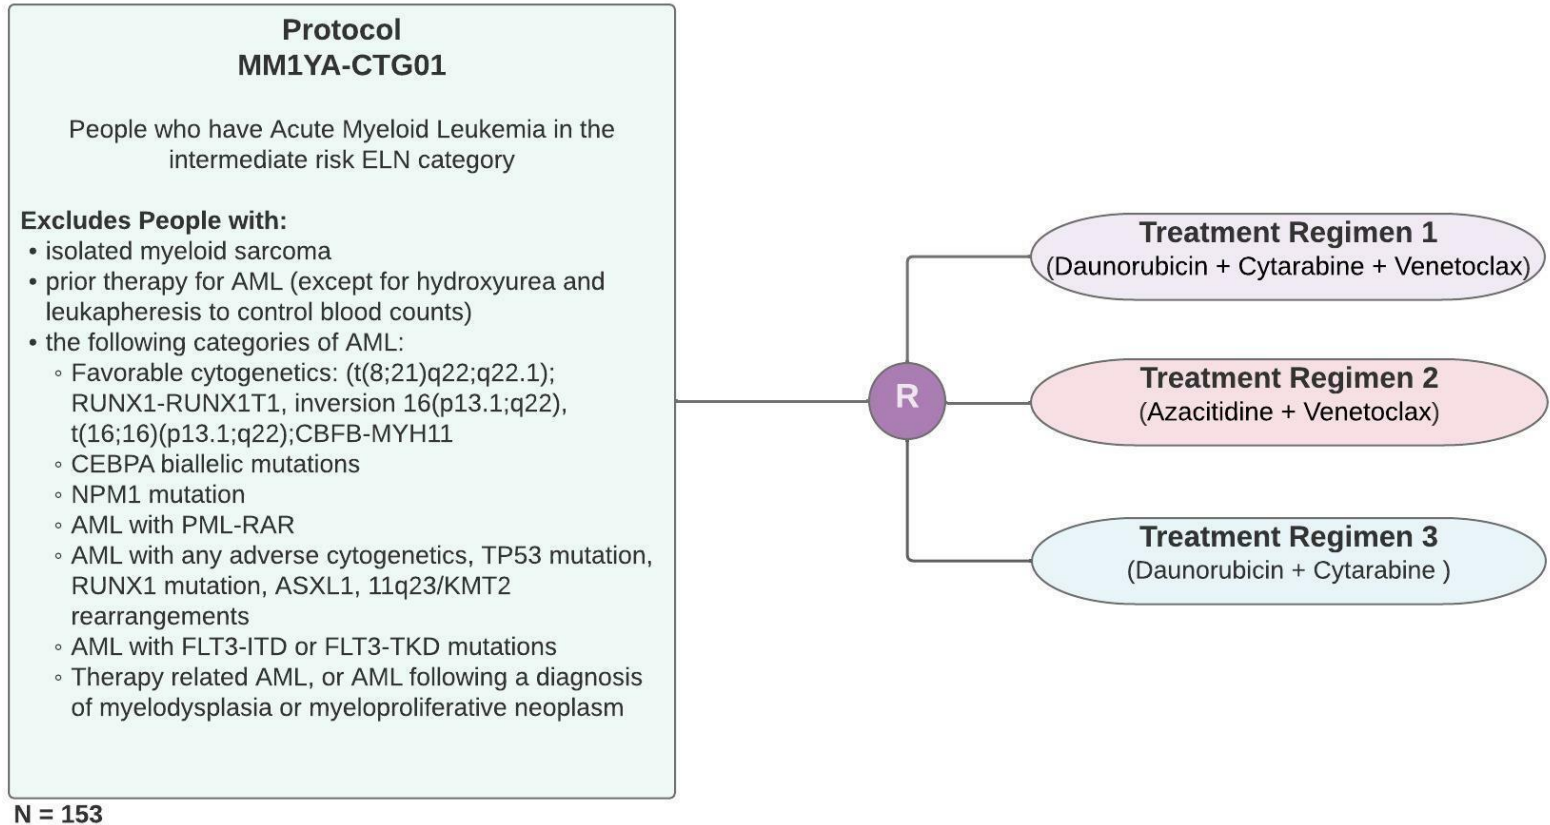 Protocol
MM1YA-CTG01
People who have Acute Myeloid Leukemia in the
intermediate risk ELN category
Excludes People with:
• isolated myeloid sarcoma
• prior therapy for AML (except for hydroxyurea and
leukapheresis to control blood counts)
• the following categories of AML:
◦ Favorable cytogenetics: (t(8;21)q22;q22.1);
RUNX1-RUNX1T1, inversion 16(p13.1;q22),
t(16;16)(p13.1;q22);CBFB-MYH11
◦ CEBPA biallelic mutations
◦ NPM1 mutation
◦ AML with PML-RAR
◦ AML with any adverse cytogenetics, TP53 mutation,
RUNX1 mutation, ASXL1, 11q23/KMT2
rearrangements
◦ AML with FLT3-ITD or FLT3-TKD mutations
◦ Therapy related AML, or AML following a diagnosis
of myelodysplasia or myeloproliferative neoplasm
N = 153
R
Treatment Regimen 1
(Daunorubicin + Cytarabine + Venetoclax)
Treatment Regimen 2
(Azacitidine + Venetoclax)
Treatment Regimen 3
(Daunorubicin + Cytarabine )